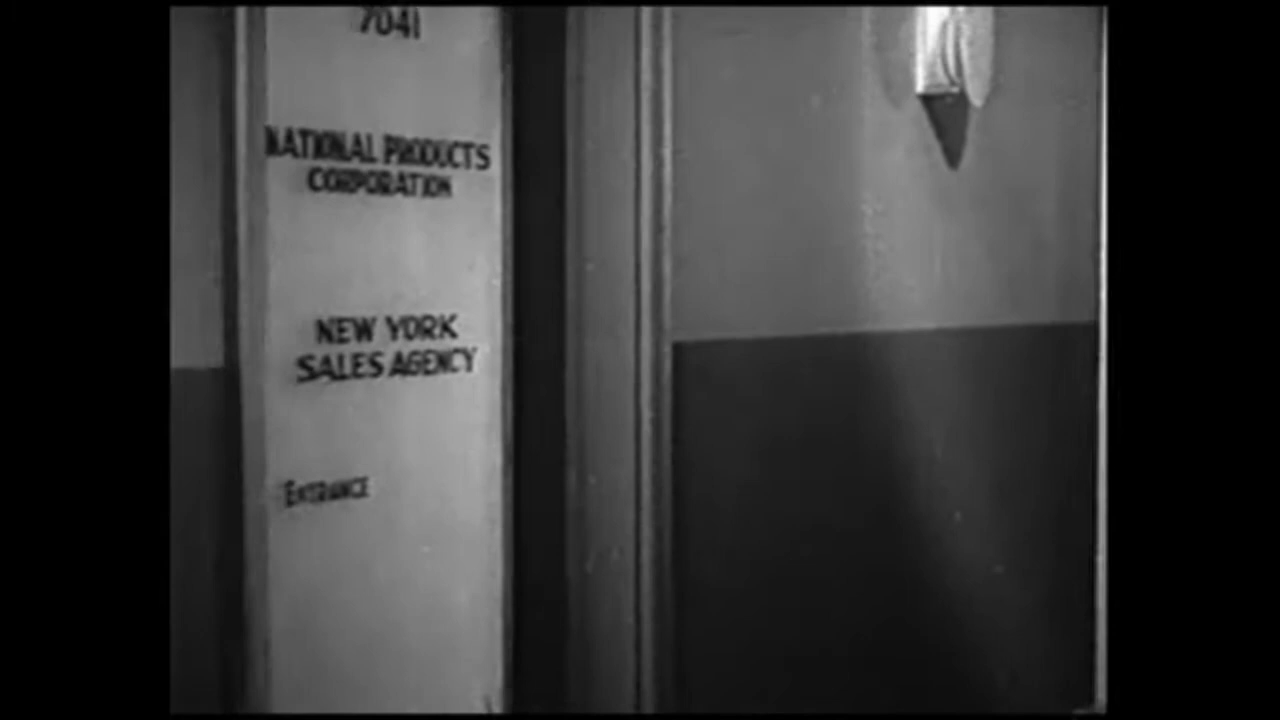 7041
NATIONAL PRODUCTS
CORPORATION
NEW YORK
SALES AGENCY
ENTRANCE